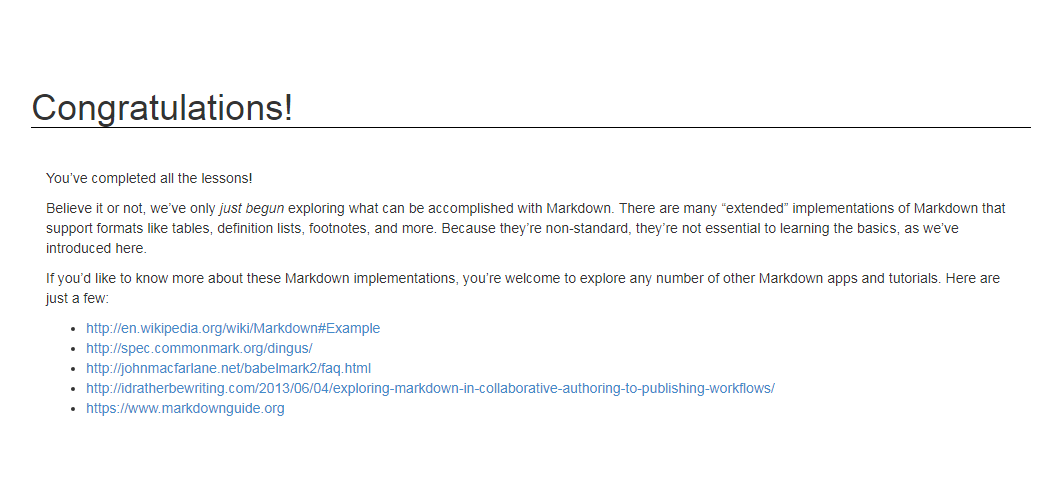 Congratulations!
You’ve completed all the lessons!
Believe it or not, we’ve only just begun exploring what can be accomplished with Markdown. There are many “extended” implementations of Markdown that
support formats like tables, definition lists, footnotes, and more. Because they’re non-standard, they’re not essential to learning the basics, as we’ve
introduced here.
If you’d like to know more about these Markdown implementations, you’re welcome to explore any number of other Markdown apps and tutorials. Here are
just a few:
• http://en.wikipedia.org/wiki/Markdown#Example
• http://spec.commonmark.org/dingus/
• http://johnmacfarlane.net/babelmark2/faq.html
• http://idratherbewriting.com/2013/06/04/exploring-markdown-in-collaborative-authoring-to-publishing-workflows/
• https://www.markdownguide.org